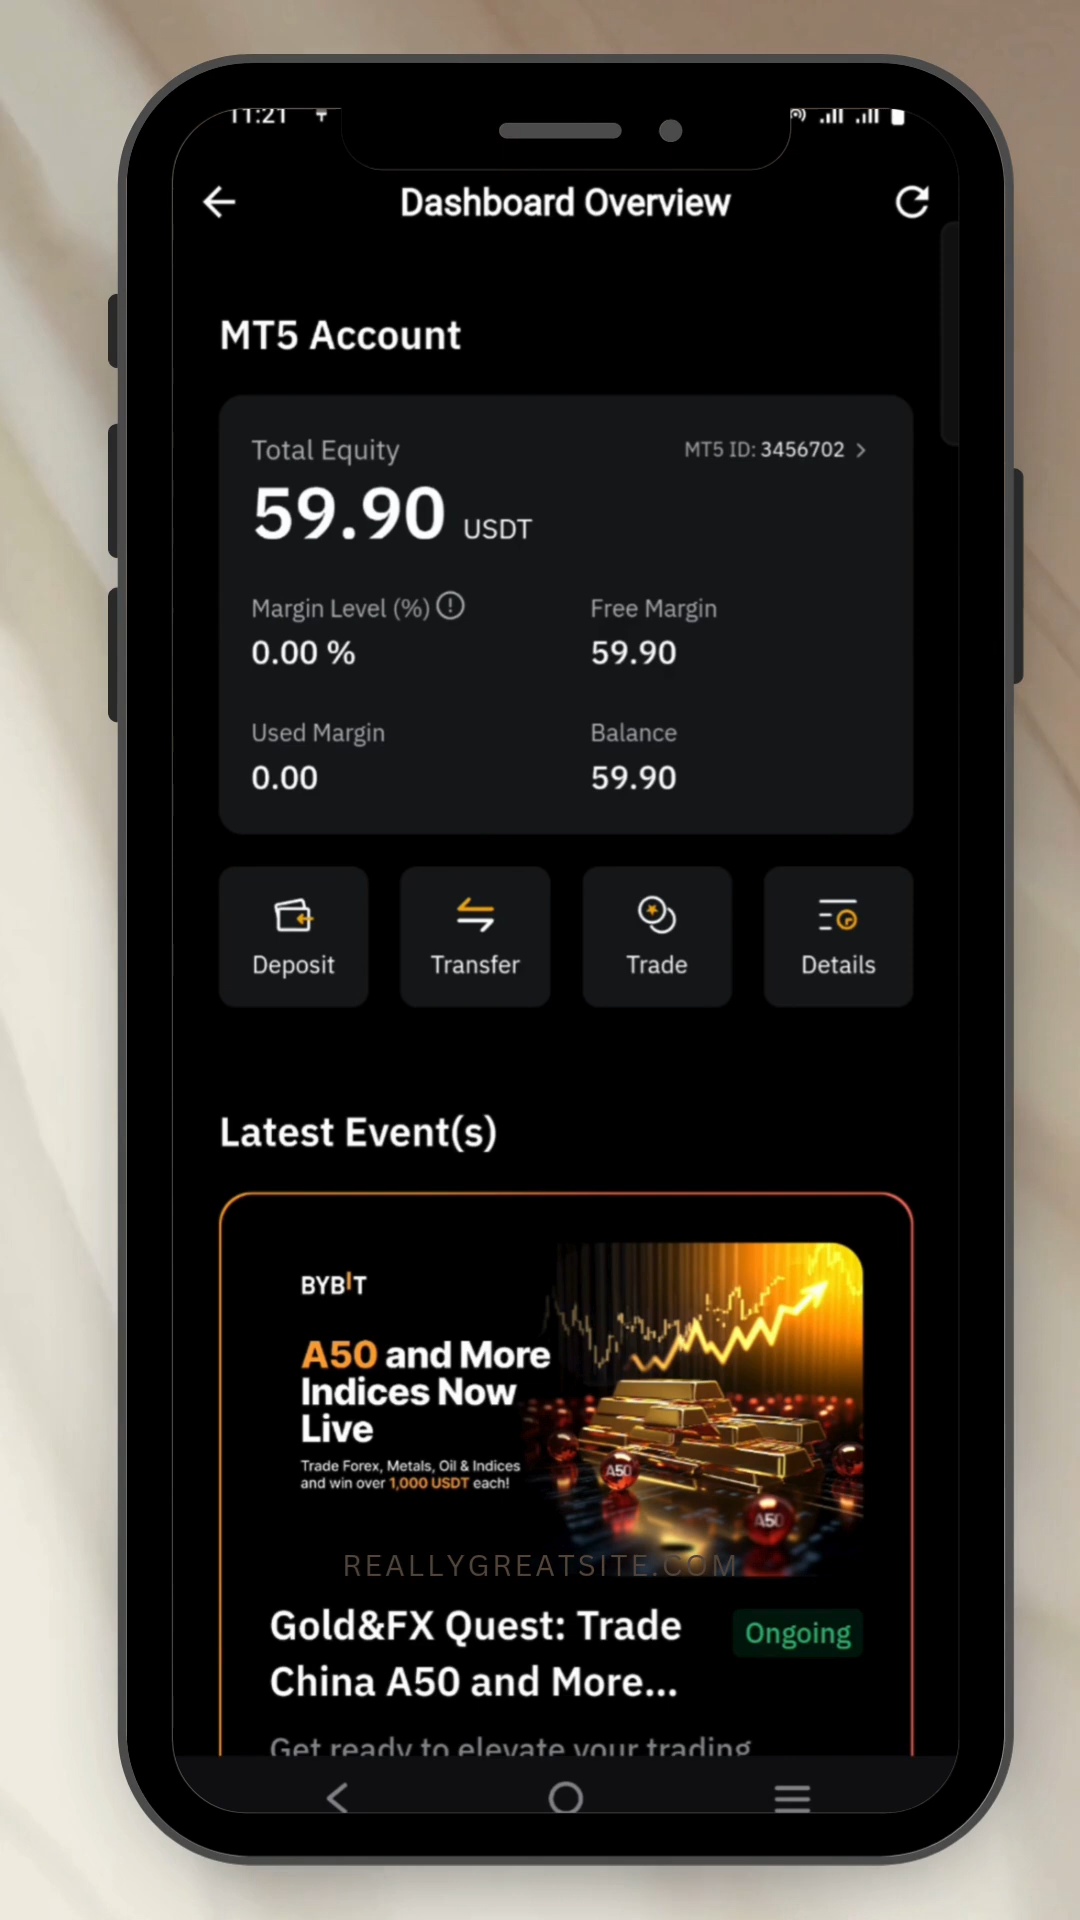 11:21
Dashboard Overview
MT5 Account
Total Equity
MT5 ID: 3456702
59.90 USDT
Margin Level (%)
Free Margin
0.00 %
59.90
Used Margin
Balance
0.00
59.90
Deposit
Transfer
Trade
Details
Latest Event(s)
BYBIT
A50 and More
Indices Now
Live
Trade Forex, Metals, Oil & Indices
and win over 1,000 USDT each!
A50
A50
REALLYGREATSITE.COM
Gold&FX Quest: Trade
China A50 and More...
Ongoing
Get ready to elevate your trading